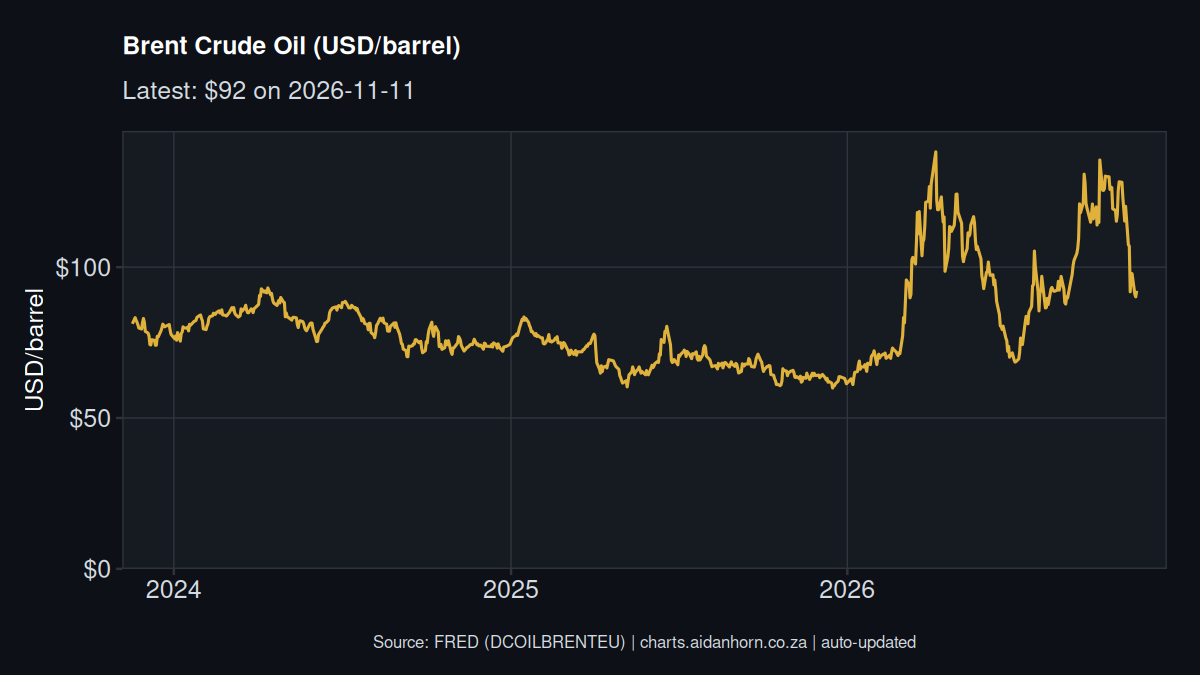 Brent Crude Oil (USD/barrel)
Latest: $92 on 2026-11-11
USD/barrel
$100
$50
$0
2024
2025
2026
Source: FRED (DCOILBRENTEU) | charts.aidanhorn.co.za | auto-updated